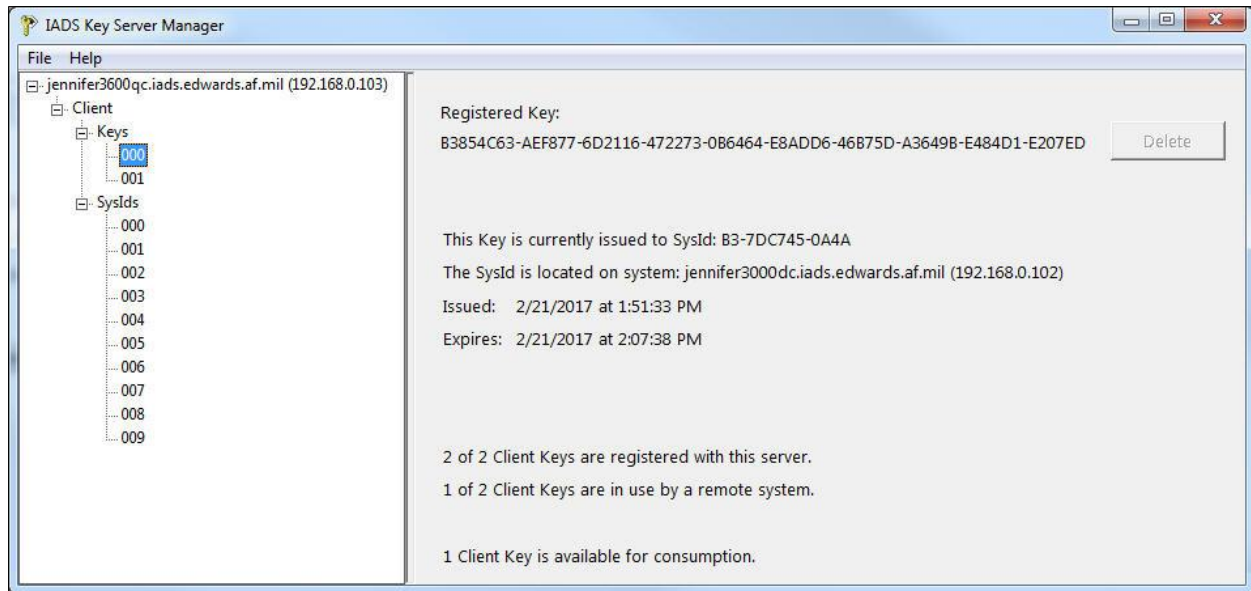 IADS Key Server Manager
File Help
jennifer3600qc.iads.edwards.af.mil (192.168.0.103)
Client
Keys
000
001
SysIds
000
001
002
003
004
005
006
007
008
009
Registered Key:
B3854C63-AEF877-6D2116-472273-0B6464-E8ADD6-46B75D-A3649B-E484D1-E207ED
Delete
This Key is currently issued to SysId: B3-7DC745-0A4A
The SysId is located on system: jennifer3000dc.iads.edwards.af.mil (192.168.0.102)
Issued: 2/21/2017 at 1:51:33 PM
Expires: 2/21/2017 at 2:07:38 PM
2 of 2 Client Keys are registered with this server.
1 of 2 Client Keys are in use by a remote system.
1 Client Key is available for consumption.